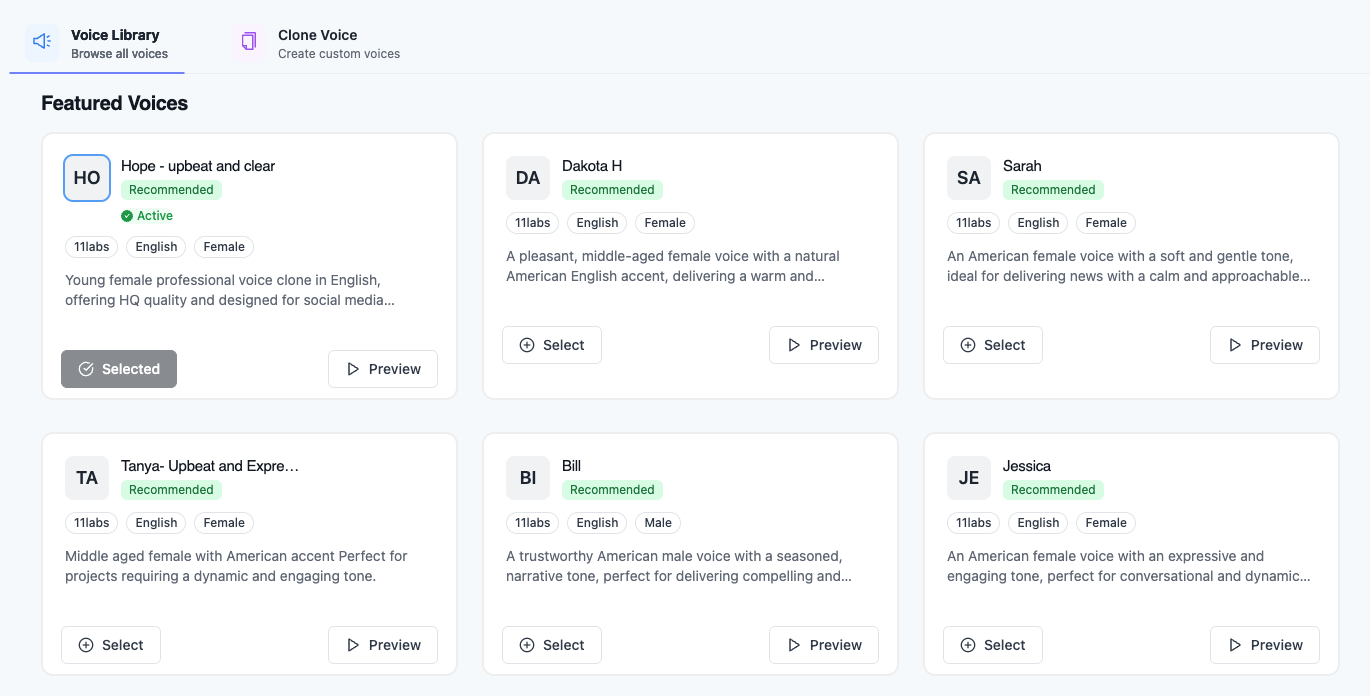 Voice Library
Browse all voices
Clone Voice
Create custom voices
Featured Voices
HO
Hope - upbeat and clear
Recommended
Active
11labs English Female
Young female professional voice clone in English,
offering HQ quality and designed for social media...
Selected
Preview
DA
Dakota H
Recommended
11labs English Female
A pleasant, middle-aged female voice with a natural
American English accent, delivering a warm and...
Select
Preview
SA
Sarah
Recommended
11labs English Female
An American female voice with a soft and gentle tone,
ideal for delivering news with a calm and approachable...
Select
Preview
TA
Tanya- Upbeat and Expre...
Recommended
11labs English Female
Middle aged female with American accent Perfect for
projects requiring a dynamic and engaging tone.
Select
Preview
BI
Bill
Recommended
11labs English Male
A trustworthy American male voice with a seasoned,
narrative tone, perfect for delivering compelling and...
Select
Preview
JE
Jessica
Recommended
11labs English Female
An American female voice with an expressive and
engaging tone, perfect for conversational and dynamic...
Select
Preview